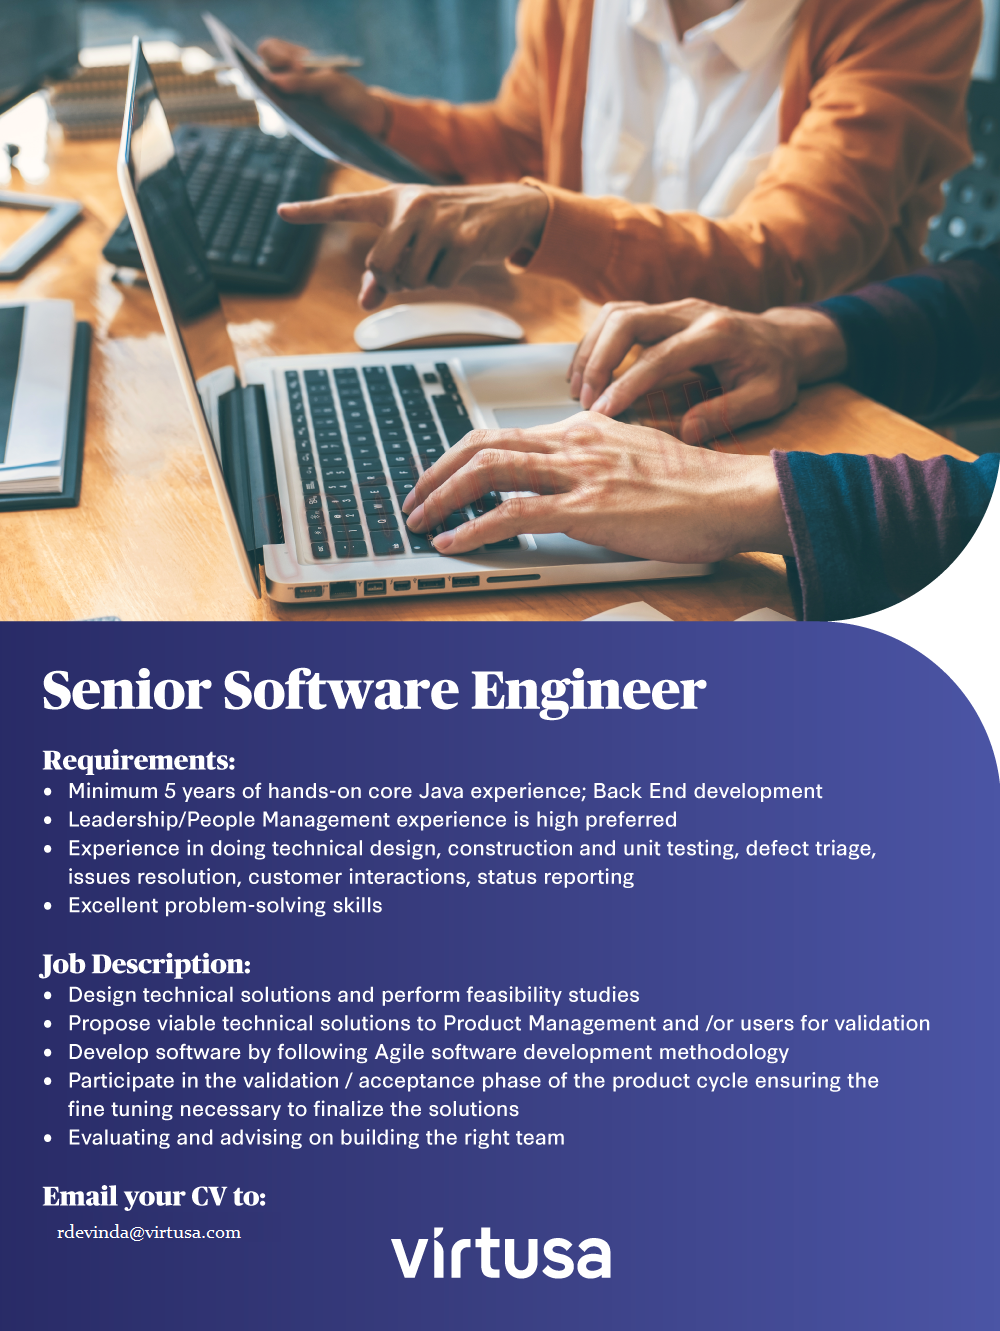 Senior Software Engineer
Requirements:
• Minimum 5 years of hands-on core Java experience; Back End development
• Leadership/People Management experience is high preferred
• Experience in doing technical design, construction and unit testing, defect triage,
issues resolution, customer interactions, status reporting
• Excellent problem-solving skills
Job Description:
• Design technical solutions and perform feasibility studies
• Propose viable technical solutions to Product Management and /or users for validation
• Develop software by following Agile software development methodology
• Participate in the validation / acceptance phase of the product cycle ensuring the
fine tuning necessary to finalize the solutions
• Evaluating and advising on building the right team
Email your CV to:
rdevinda@virtusa.com
virtusa